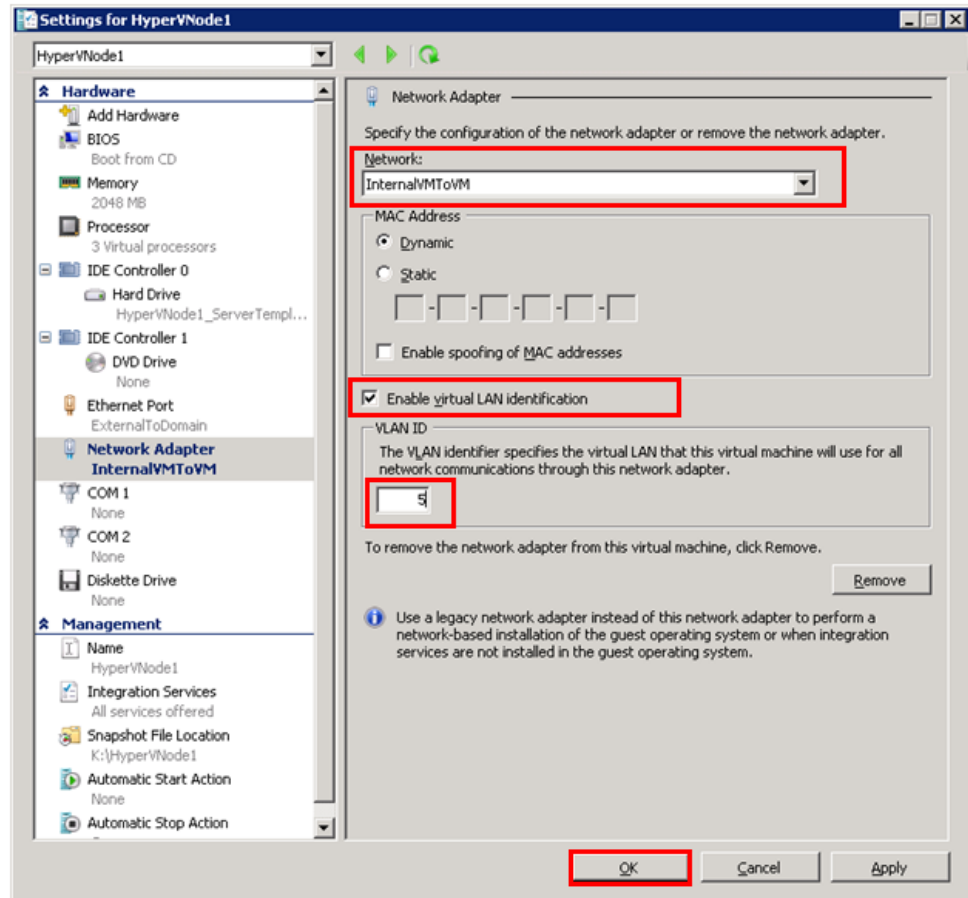 Settings for HyperVNode1
HyperVNode1
Hardware
Add Hardware
BIOS
Boot from CD
Memory
2048 MB
Processor
3 Virtual processors
IDE Controller 0
Hard Drive
HyperVNode1_ServerTempl...
IDE Controller 1
DVD Drive
None
Ethernet Port
ExternalToDomain
Network Adapter
InternalVMToVM
COM 1
None
COM 2
None
Diskette Drive
None
Management
Name
HyperVNode1
Integration Services
All services offered
Snapshot File Location
K:\HyperVNode1
Automatic Start Action
None
Automatic Stop Action
Network Adapter
Specify the configuration of the network adapter or remove the network adapter.
Network:
InternalVMToVM
MAC Address
Dynamic
Static
- - - - -
Enable spoofing of MAC addresses
Enable virtual LAN identification
VLAN ID
The VLAN identifier specifies the virtual LAN that this virtual machine will use for all
network communications through this network adapter.
5
To remove the network adapter from this virtual machine, click Remove.
Remove
Use a legacy network adapter instead of this network adapter to perform a
network-based installation of the guest operating system or when integration
services are not installed in the guest operating system.
OK
Cancel
Apply